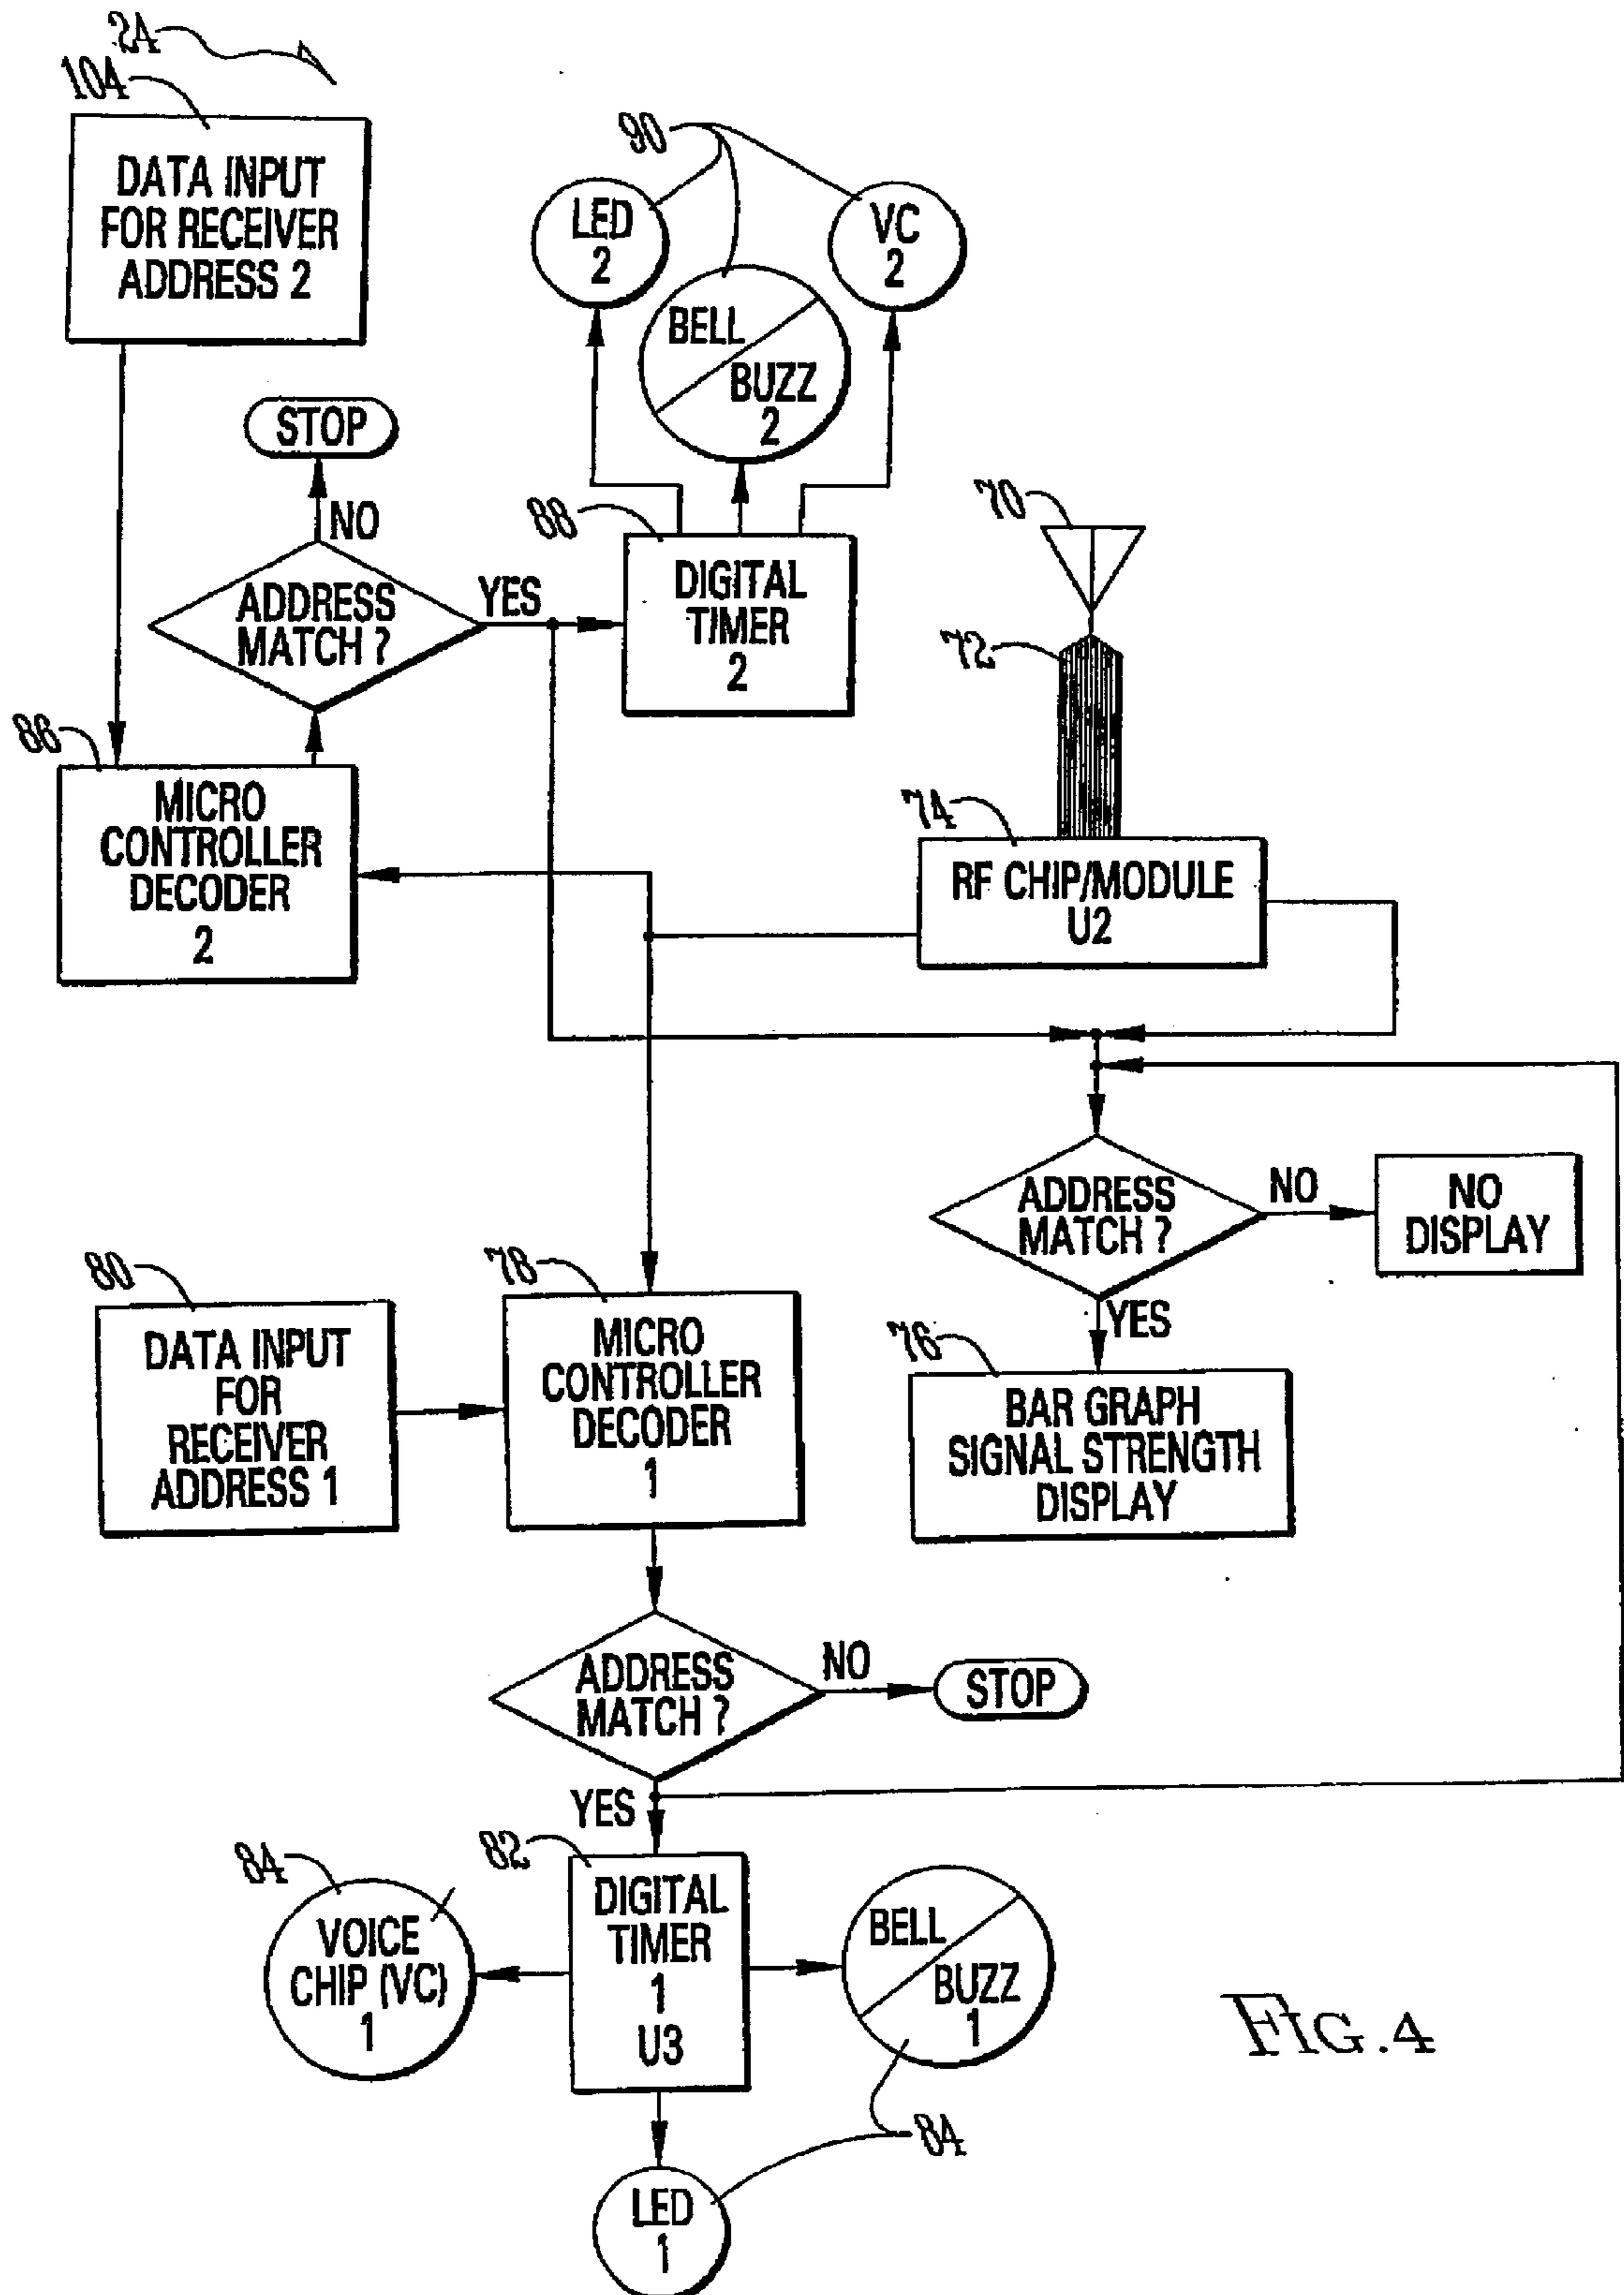 24
104
DATA INPUT
FOR RECEIVER
ADDRESS 2
90
LED
2
BELL
BUZZ
2
VC
2
STOP
NO
ADDRESS
MATCH ?
YES
88
DIGITAL
TIMER
2
70
72
86
MICRO
CONTROLLER
DECODER
2
74
RF CHIP/MODULE
U2
ADDRESS
MATCH ?
NO
NO
DISPLAY
YES
76
BAR GRAPH
SIGNAL STRENGTH
DISPLAY
80
DATA INPUT
FOR
RECEIVER
ADDRESS 1
78
MICRO
CONTROLLER
DECODER
1
ADDRESS
MATCH ?
NO
STOP
YES
82
DIGITAL
TIMER
1
U3
84
VOICE
CHIP (VC)
1
BELL
BUZZ
1
84
LED
1
FIG. 4